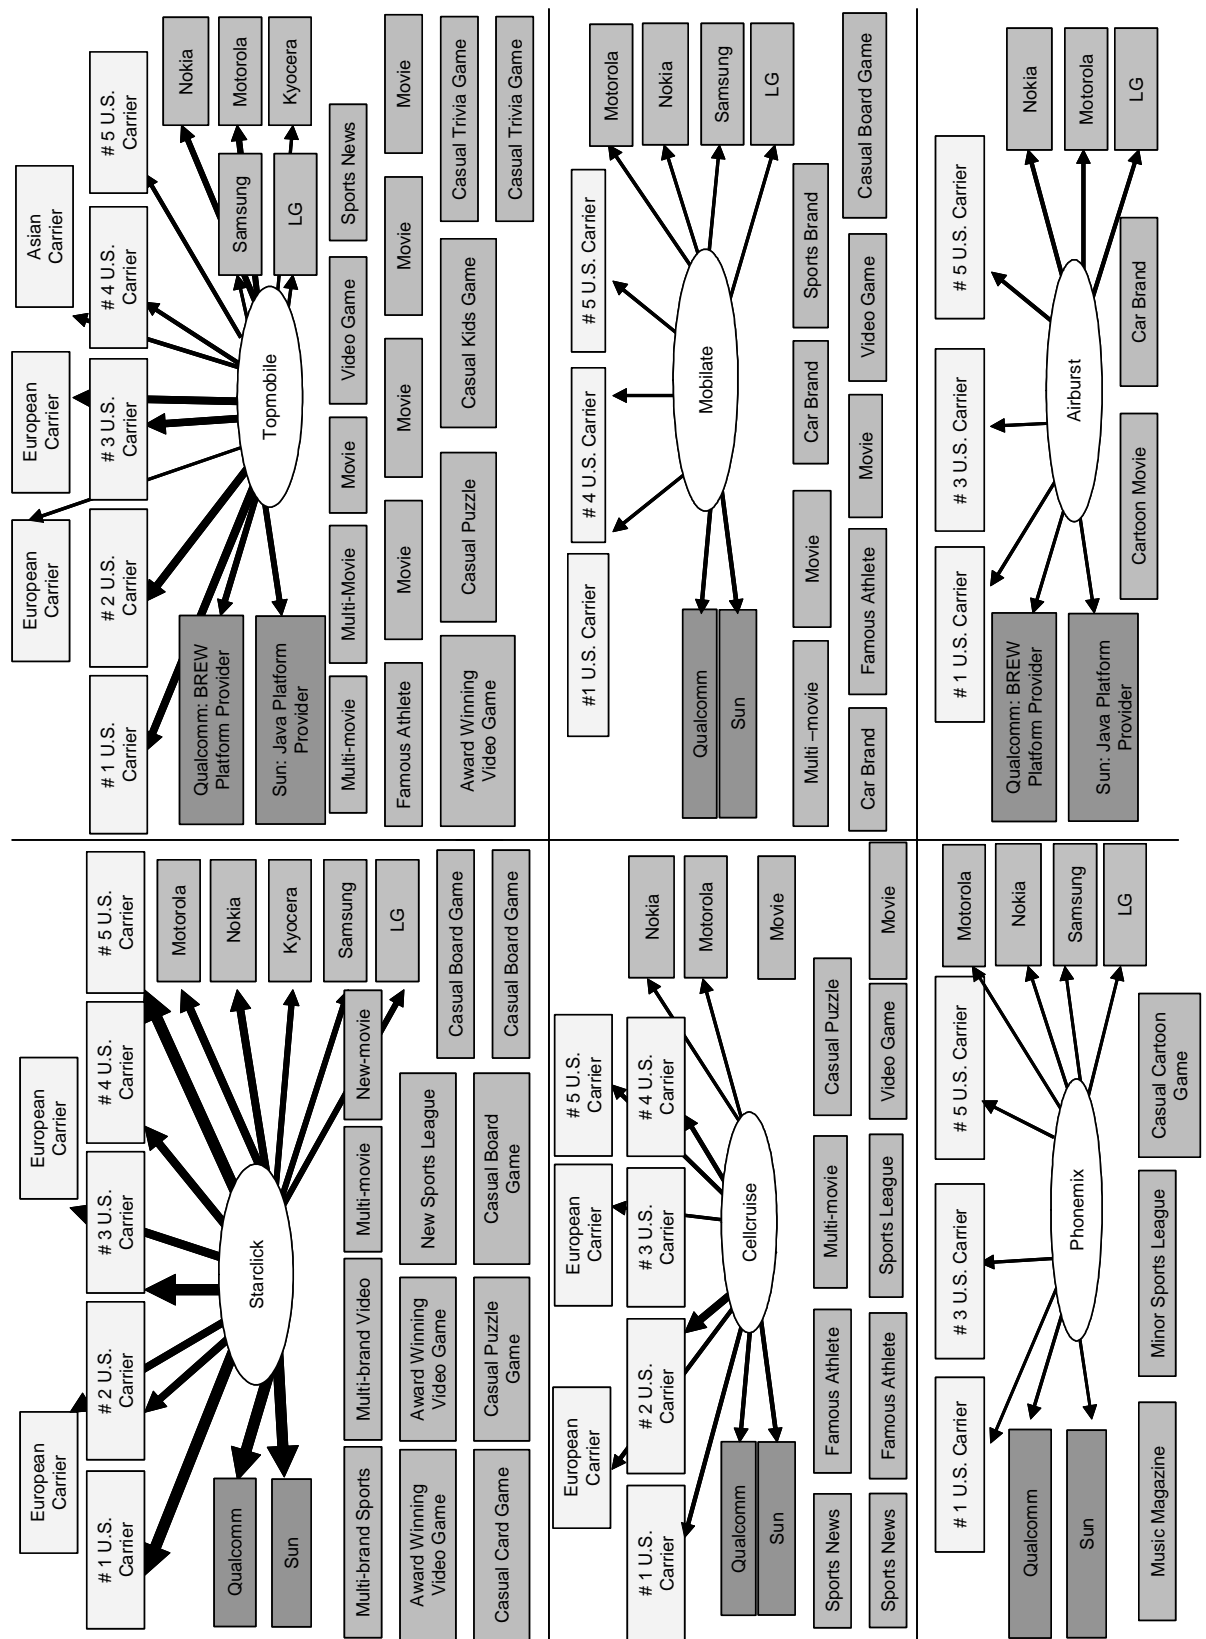 European
Carrier
European
Carrier
# 1 U.S.
Carrier
# 2 U.S.
Carrier
# 3 U.S.
Carrier
# 4 U.S.
Carrier
# 5 U.S.
Carrier
Motorola
Nokia
Kyocera
Samsung
LG
Starclick
Qualcomm
Sun
Multi-brand Sports
Multi-brand Video
Multi-movie
New-movie
Award Winning
Video Game
Award Winning
Video Game
New Sports League
Casual Board Game
Casual Card Game
Casual Puzzle
Game
Casual Board
Game
Casual Board Game
European
Carrier
European
Carrier
Asian
Carrier
# 1 U.S.
Carrier
# 2 U.S.
Carrier
# 3 U.S.
Carrier
# 4 U.S.
Carrier
# 5 U.S.
Carrier
Nokia
Motorola
Kyocera
Samsung
LG
Topmobile
Qualcomm: BREW
Platform Provider
Sun: Java Platform
Provider
Multi-movie
Multi-Movie
Movie
Video Game
Sports News
Famous Athlete
Movie
Movie
Movie
Movie
Award Winning
Video Game
Casual Puzzle
Casual Kids Game
Casual Trivia Game
Casual Trivia Game
European
Carrier
European
Carrier
# 5 U.S.
Carrier
# 1 U.S.
Carrier
# 2 U.S.
Carrier
# 3 U.S.
Carrier
# 4 U.S.
Carrier
Nokia
Motorola
Cellcruise
Qualcomm
Sun
Movie
Sports News
Famous Athlete
Multi-movie
Casual Puzzle
Sports News
Famous Athlete
Sports League
Video Game
Movie
#1 U.S. Carrier
# 4 U.S. Carrier
# 5 U.S. Carrier
Motorola
Nokia
Samsung
LG
Mobilate
Qualcomm
Sun
Multi –movie
Movie
Car Brand
Sports Brand
Car Brand
Famous Athlete
Movie
Video Game
Casual Board Game
# 1 U.S. Carrier
# 3 U.S. Carrier
# 5 U.S. Carrier
Motorola
Nokia
Samsung
LG
Phonemix
Qualcomm
Sun
Music Magazine
Minor Sports League
Casual Cartoon
Game
# 1 U.S. Carrier
# 3 U.S. Carrier
# 5 U.S. Carrier
Nokia
Motorola
LG
Airburst
Qualcomm: BREW
Platform Provider
Sun: Java Platform
Provider
Cartoon Movie
Car Brand